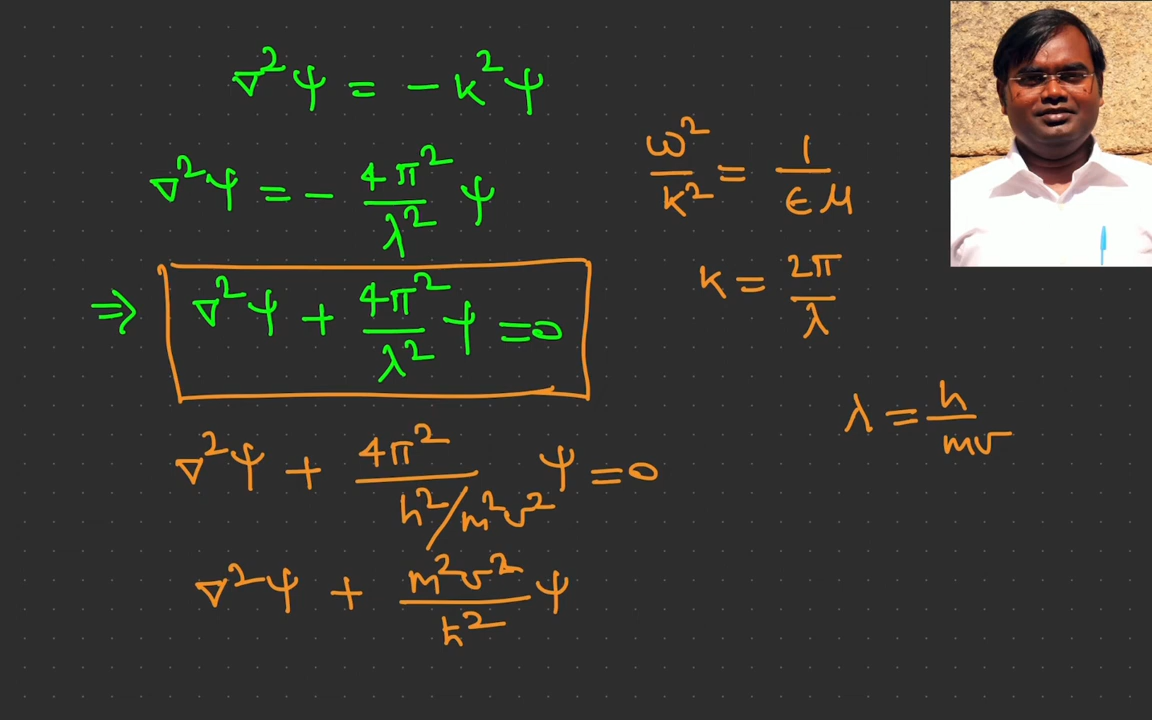 ∇²ψ = −k²ψ
∇²ψ = − 4π²/λ² ψ
⇒ ∇²ψ + 4π²/λ² ψ = 0
∇²ψ + 4π²/(h²/m²v²) ψ = 0
∇²ψ + m²v²/ħ² ψ
ω²/k² = 1/ϵμ
k = 2π/λ
λ = h/mv